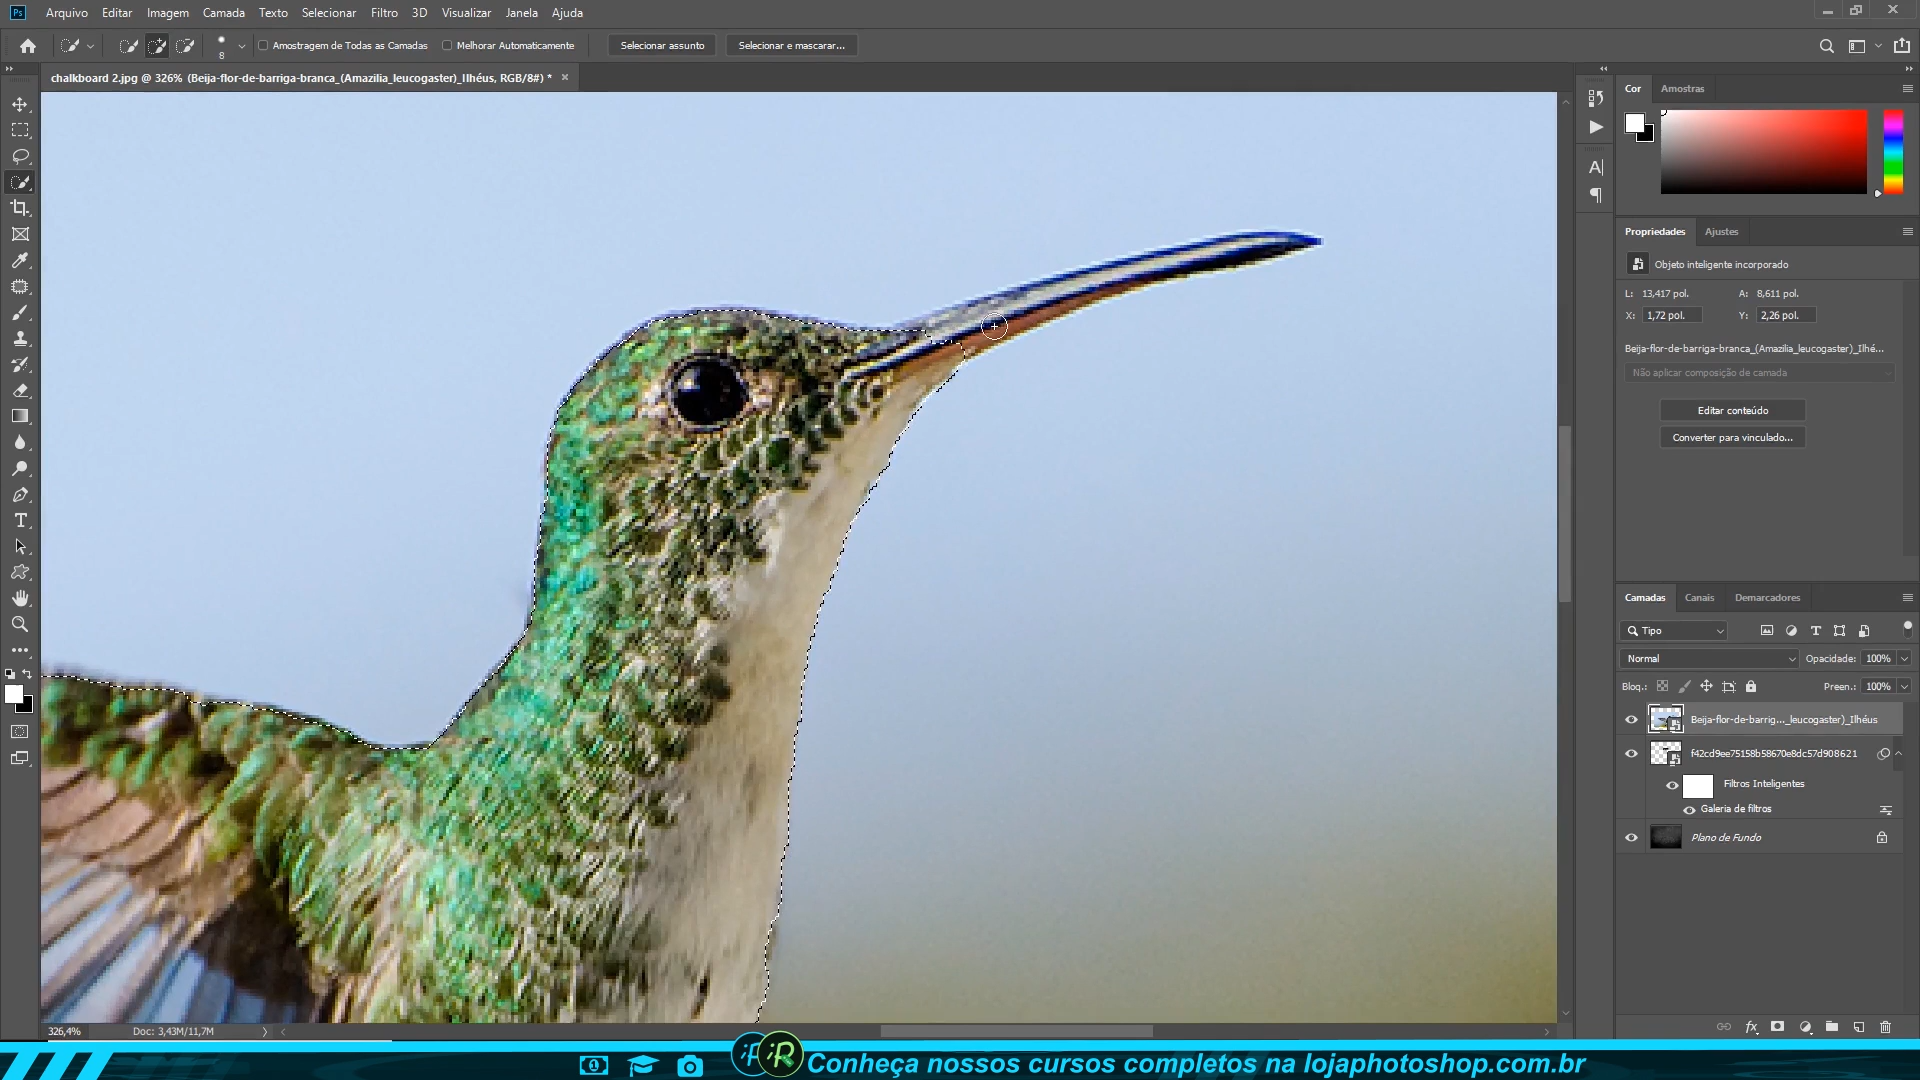 Ps Arquivo Editar Imagem Camada Texto Selecionar Filtro 3D Visualizar Janela Ajuda
8 Amostragem de Todas as Camadas Melhorar Automaticamente Selecionar assunto Selecionar e mascarar...
chalkboard 2.jpg @ 326% (Beija-flor-de-barriga-branca_(Amazilia_leucogaster)_Ilhéus, RGB/8#) *
Cor Amostras
Propriedades Ajustes
Objeto inteligente incorporado
L: 13,417 pol. A: 8,611 pol.
X: 1,72 pol. Y: 2,26 pol.
Beija-flor-de-barriga-branca_(Amazilia_leucogaster)_Ilhé...
Não aplicar composição de camada
Editar conteúdo
Converter para vinculado...
Camadas Canais Demarcadores
Tipo
Normal Opacidade: 100%
Bloq.: Preen.: 100%
Beija-flor-de-barrig..._leucogaster)_Ilhéus
f42cd9ee75158b58670e8dc57d908621
Filtros Inteligentes
Galeria de filtros
Plano de Fundo
326,4% Doc: 3,43M/11,7M
Conheça nossos cursos completos na lojaphotoshop.com.br